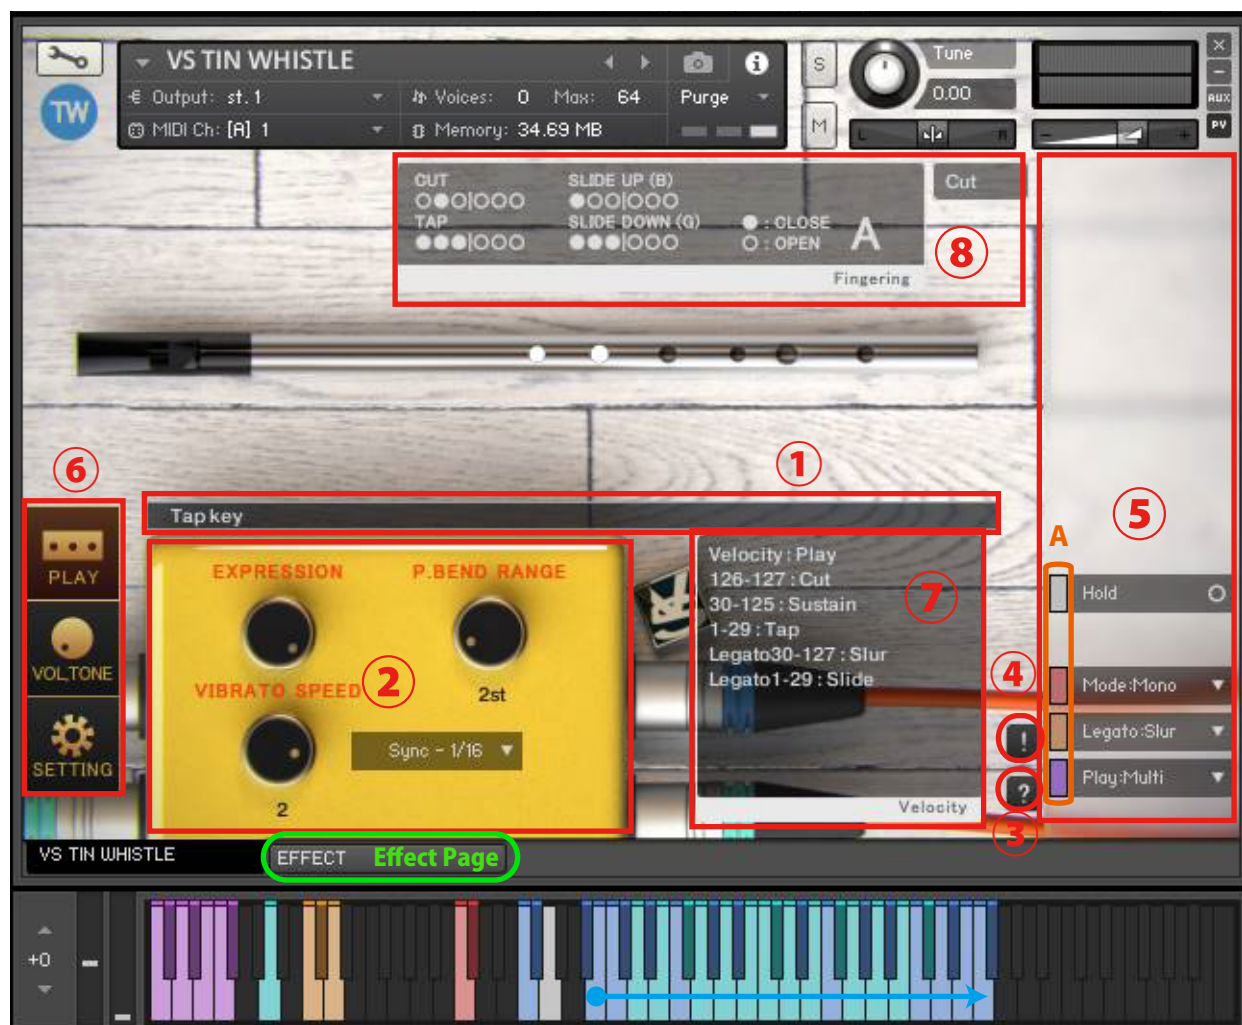 VS TIN WHISTLE
TW
Output: st.1
Voices: 0 Max: 64
Purge
MIDI Ch: [A] 1
Memory: 34.69 MB
S
M
Tune
0.00
L
R
-
+
×
-
AUX
PV
CUT
SLIDE UP (B)
TAP
SLIDE DOWN (G)
: CLOSE
: OPEN
A
Cut
8
Fingering
6
1
5
Tap key
A
PLAY
VOL,TONE
SETTING
EXPRESSION
P.BEND RANGE
2
VIBRATO SPEED
2st
Sync - 1/16
2
Velocity : Play
126-127 : Cut
30-125 : Sustain
1-29 : Tap
Legato30-127 : Slur
Legato1-29 : Slide
7
Velocity
4
!
?
3
Hold
Mode:Mono
Legato:Slur
Play:Multi
VS TIN WHISTLE
EFFECT
Effect Page
+0